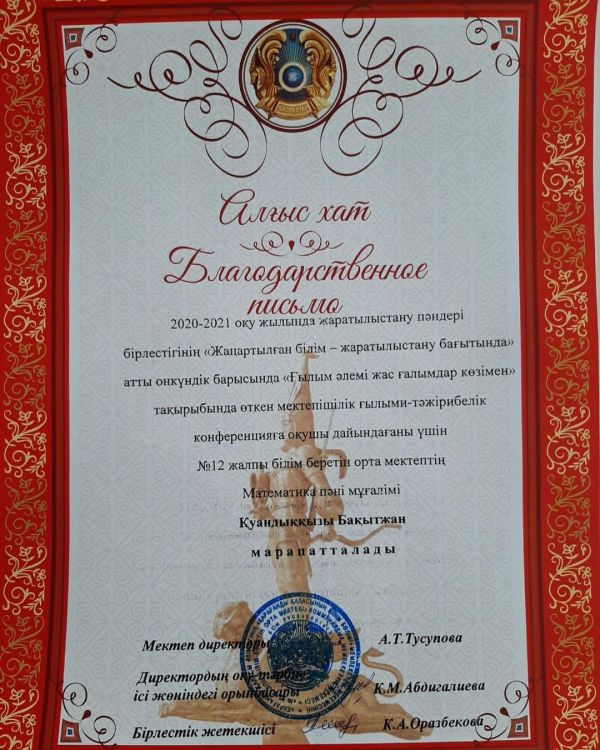 Алғыс хат
Благодарственное
письмо
2020-2021 оқу жылында жаратылыстану пәндері
бірлестігінің «Жаңартылған білім – жаратылыстану бағытында»
атты онкүндік барысында «Ғылым әлемі жас ғалымдар көзімен»
тақырыбында өткен мектепішілік ғылыми-тәжірибелік
конференцияға оқушы дайындағаны үшін
№12 жалпы білім беретін орта мектептің
Математика пәні мұғалімі
Қуандыққызы Бақытжан
марапатталады
Мектеп директоры А.Т.Тусупова
Директордың оқу-тәрбие
ісі жөніндегі орынбасары К.М.Абдигалиева
Бірлестік жетекшісі К.А.Оразбекова